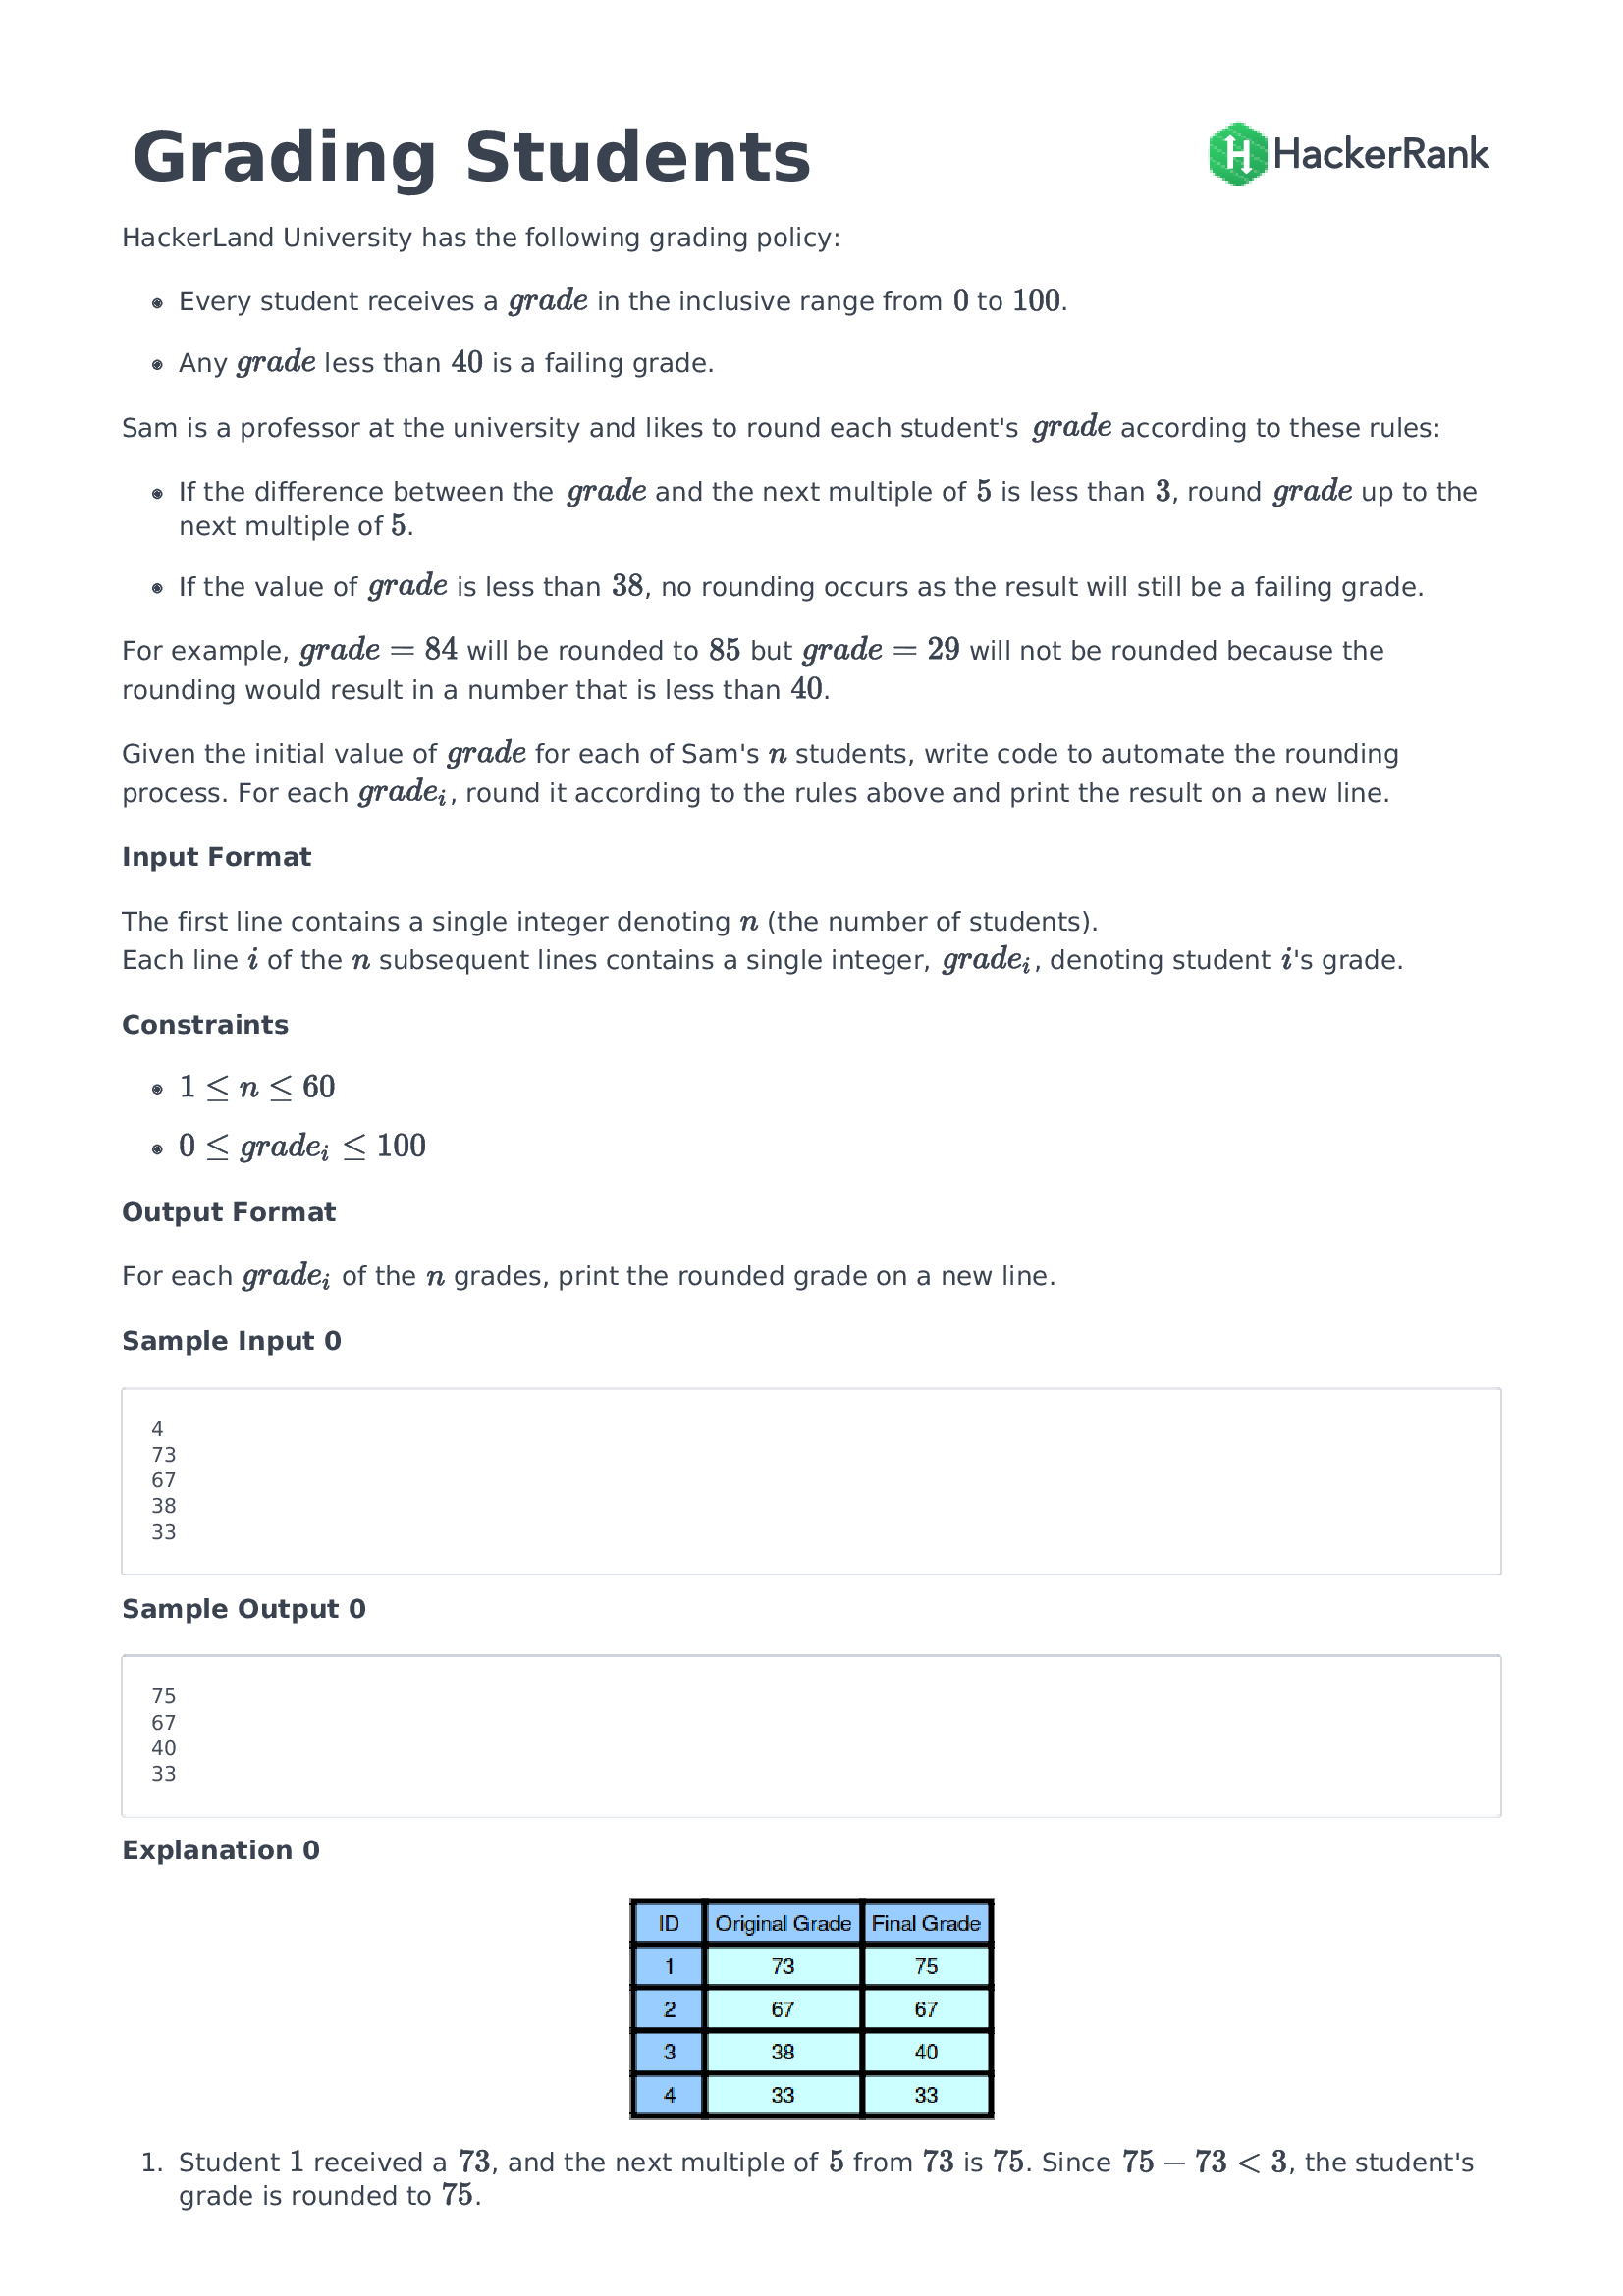 Grading Students
HackerRank
HackerLand University has the following grading policy:
• Every student receives a grade in the inclusive range from 0 to 100.
• Any grade less than 40 is a failing grade.
Sam is a professor at the university and likes to round each student's grade according to these rules:
• If the difference between the grade and the next multiple of 5 is less than 3, round grade up to the
next multiple of 5.
• If the value of grade is less than 38, no rounding occurs as the result will still be a failing grade.
For example, grade = 84 will be rounded to 85 but grade = 29 will not be rounded because the
rounding would result in a number that is less than 40.
Given the initial value of grade for each of Sam's n students, write code to automate the rounding
process. For each grade_i, round it according to the rules above and print the result on a new line.
Input Format
The first line contains a single integer denoting n (the number of students).
Each line i of the n subsequent lines contains a single integer, grade_i, denoting student i's grade.
Constraints
• 1 ≤ n ≤ 60
• 0 ≤ grade_i ≤ 100
Output Format
For each grade_i of the n grades, print the rounded grade on a new line.
Sample Input 0
4
73
67
38
33
Sample Output 0
75
67
40
33
Explanation 0
ID Original Grade Final Grade
1 73 75
2 67 67
3 38 40
4 33 33
1. Student 1 received a 73, and the next multiple of 5 from 73 is 75. Since 75 − 73 < 3, the student's
grade is rounded to 75.